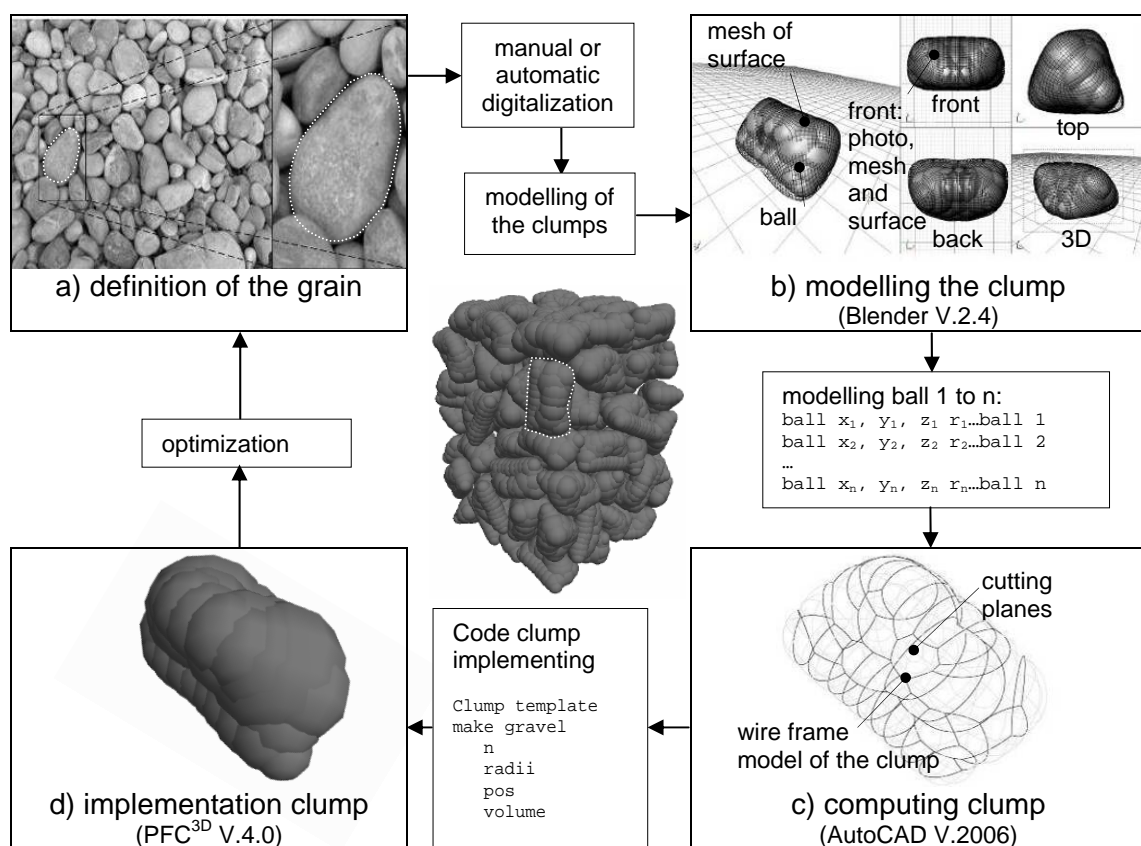 a) definition of the grain
manual or
automatic
digitalization
modelling of
the clumps
mesh of
surface
ball
front:
photo,
mesh
and
surface
front
top
back
3D
b) modelling the clump
(Blender V.2.4)
modelling ball 1 to n:
ball x₁, y₁, z₁ r₁…ball 1
ball x₂, y₂, z₂ r₂…ball 2
…
ball xₙ, yₙ, zₙ rₙ…ball n
cutting
planes
wire frame
model of the clump
c) computing clump
(AutoCAD V.2006)
Code clump
implementing
Clump template
make gravel
n
radii
pos
volume
d) implementation clump
(PFC³ᴰ V.4.0)
optimization